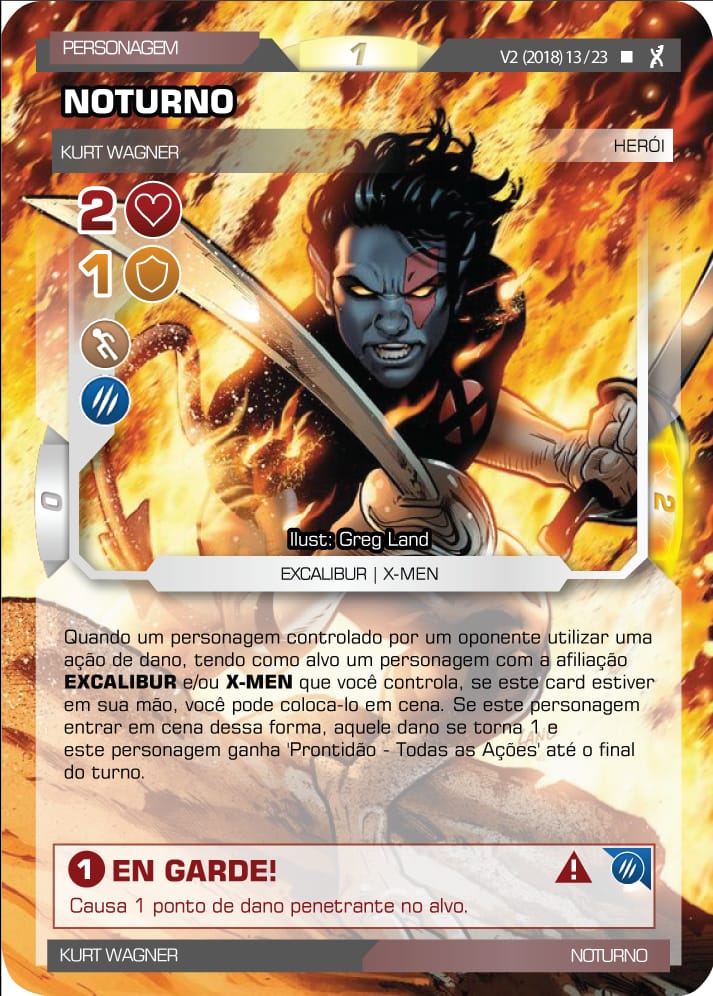 PERSONAGEM
1
V2 (2018) 13/23
NOTURNO
KURT WAGNER
HERÓI
2
1
0
2
Ilust: Greg Land
EXCALIBUR | X-MEN
Quando um personagem controlado por um oponente utilizar uma
ação de dano, tendo como alvo um personagem com a afiliação
EXCALIBUR e/ou X-MEN que você controla, se este card estiver
em sua mão, você pode coloca-lo em cena. Se este personagem
entrar em cena dessa forma, aquele dano se torna 1 e
este personagem ganha 'Prontidão - Todas as Ações' até o final
do turno.
1 EN GARDE!
Causa 1 ponto de dano penetrante no alvo.
KURT WAGNER
NOTURNO